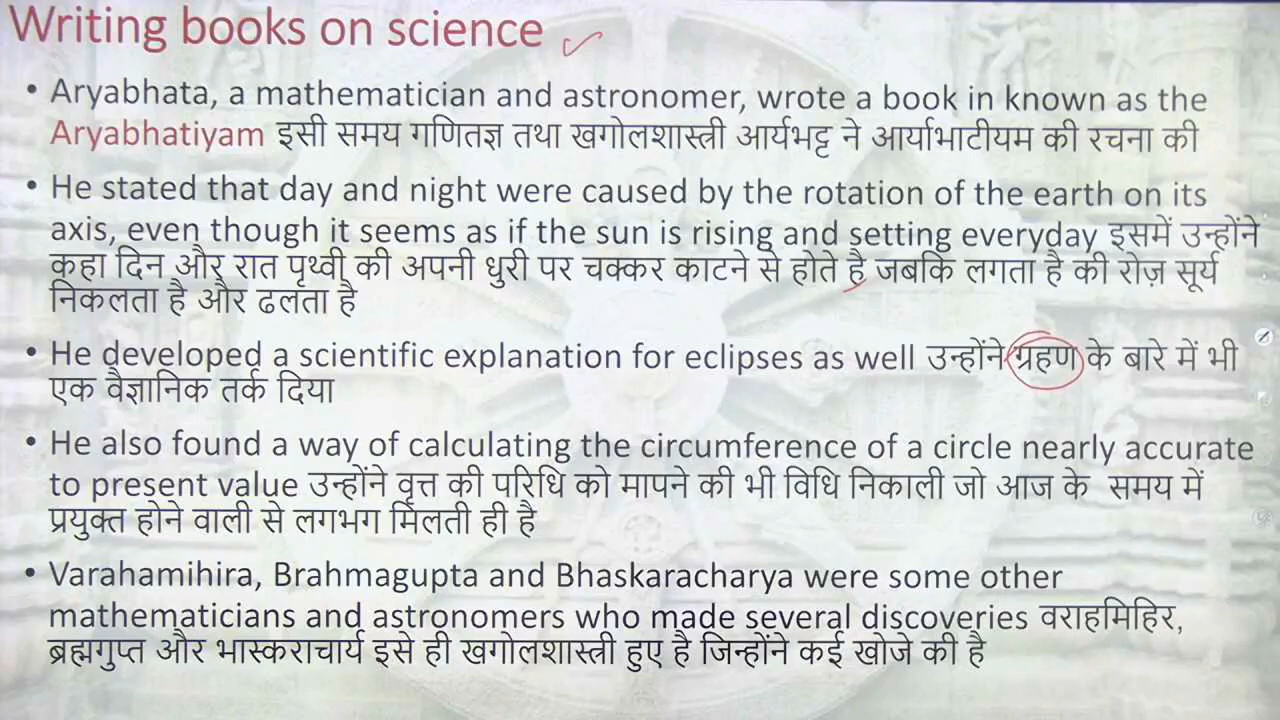 Writing books on science
• Aryabhata, a mathematician and astronomer, wrote a book in known as the
Aryabhatiyam इसी समय गणितज्ञ तथा खगोलशास्त्री आर्यभट्ट ने आर्याभाटीयम की रचना की
• He stated that day and night were caused by the rotation of the earth on its
axis, even though it seems as if the sun is rising and setting everyday इसमें उन्होंने
कहा दिन और रात पृथ्वी की अपनी धुरी पर चक्कर काटने से होते है जबकि लगता है की रोज़ सूर्य
निकलता है और ढलता है
• He developed a scientific explanation for eclipses as well उन्होंने ग्रहण के बारे में भी
एक वैज्ञानिक तर्क दिया
• He also found a way of calculating the circumference of a circle nearly accurate
to present value उन्होंने वृत्त की परिधि को मापने की भी विधि निकाली जो आज के समय में
प्रयुक्त होने वाली से लगभग मिलती ही है
• Varahamihira, Brahmagupta and Bhaskaracharya were some other
mathematicians and astronomers who made several discoveries वराहमिहिर,
ब्रह्मगुप्त और भास्कराचार्य इसे ही खगोलशास्त्री हुए है जिन्होंने कई खोजे की है